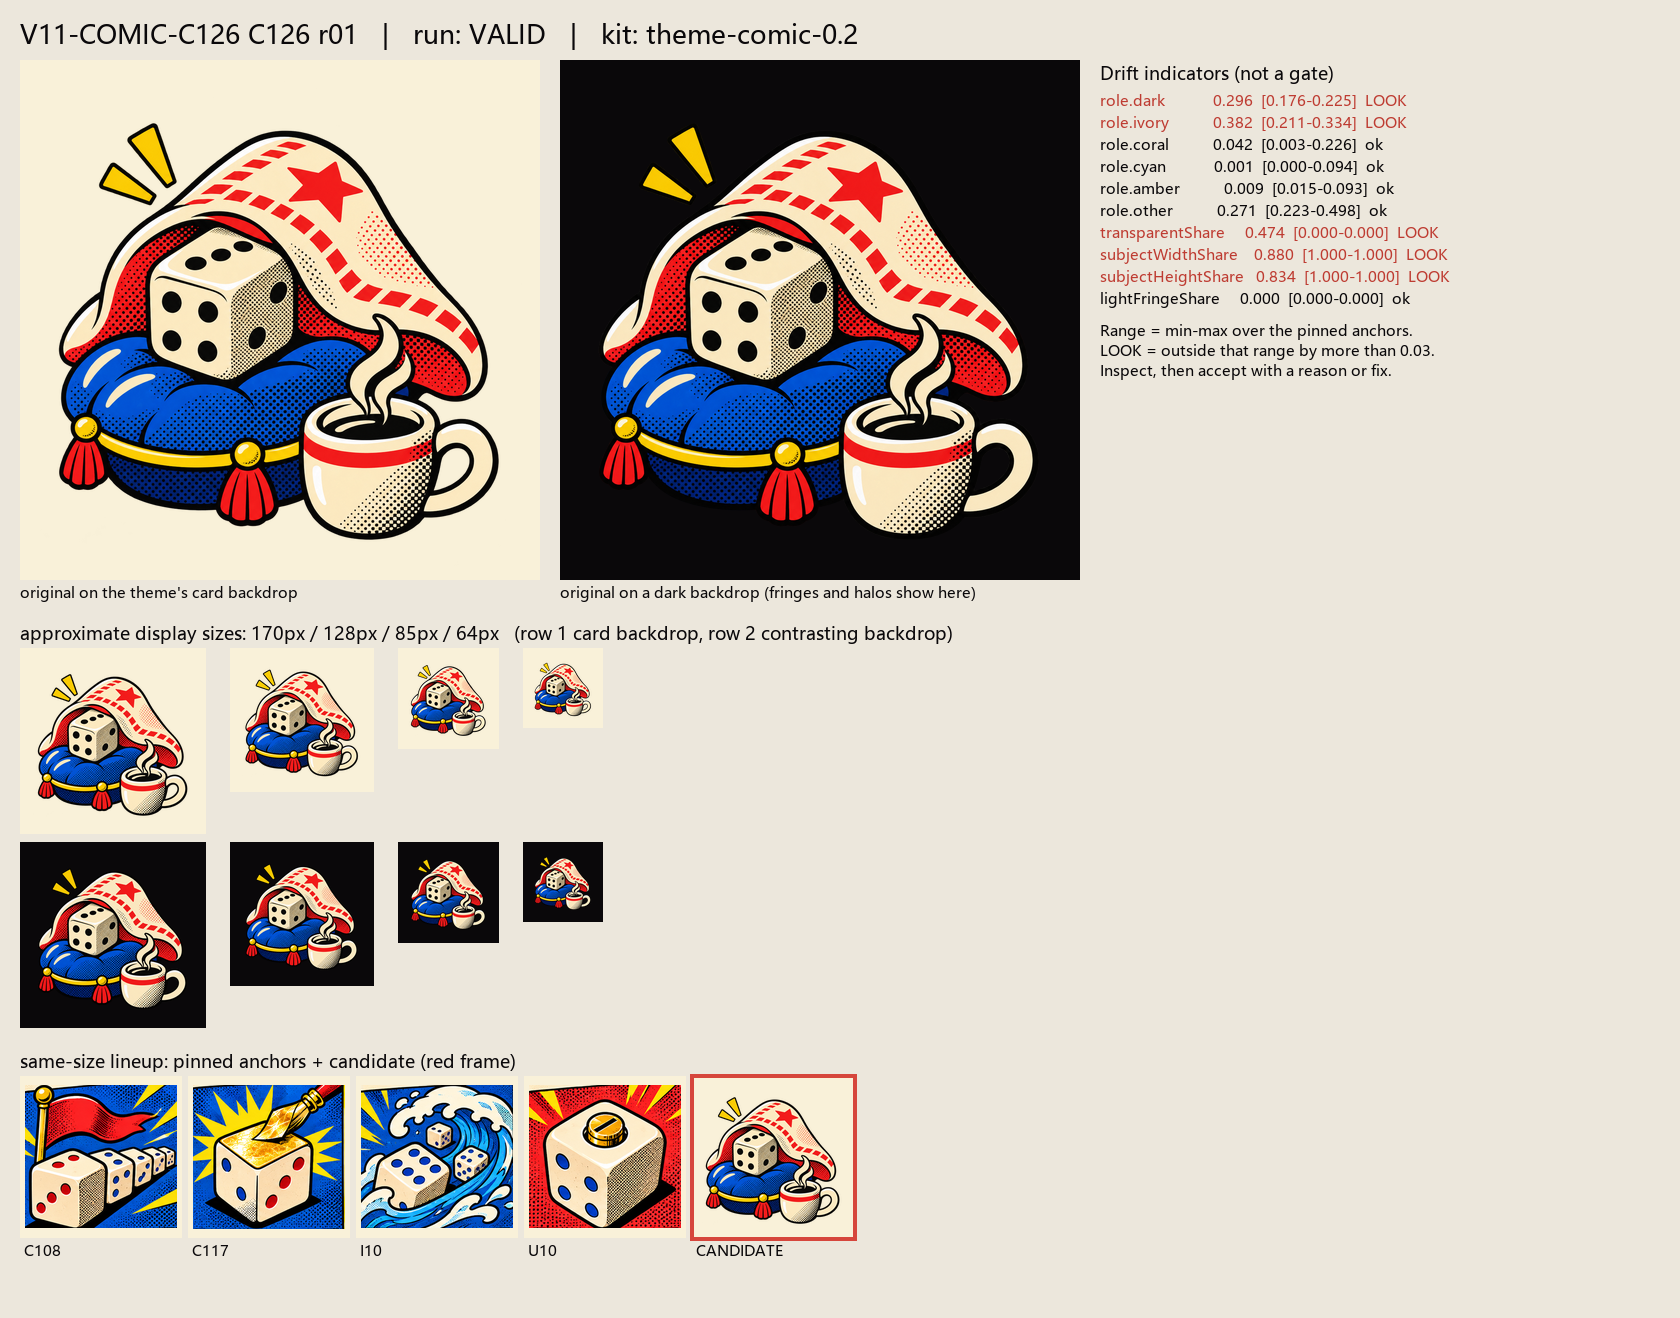 V11-COMIC-C126 C126 r01 | run: VALID | kit: theme-comic-0.2
Drift indicators (not a gate)
role.dark 0.296 [0.176-0.225] LOOK
role.ivory 0.382 [0.211-0.334] LOOK
role.coral 0.042 [0.003-0.226] ok
role.cyan 0.001 [0.000-0.094] ok
role.amber 0.009 [0.015-0.093] ok
role.other 0.271 [0.223-0.498] ok
transparentShare 0.474 [0.000-0.000] LOOK
subjectWidthShare 0.880 [1.000-1.000] LOOK
subjectHeightShare 0.834 [1.000-1.000] LOOK
lightFringeShare 0.000 [0.000-0.000] ok
Range = min-max over the pinned anchors.
LOOK = outside that range by more than 0.03.
Inspect, then accept with a reason or fix.
original on the theme's card backdrop
original on a dark backdrop (fringes and halos show here)
approximate display sizes: 170px / 128px / 85px / 64px (row 1 card backdrop, row 2 contrasting backdrop)
same-size lineup: pinned anchors + candidate (red frame)
C108
C117
I10
U10
CANDIDATE